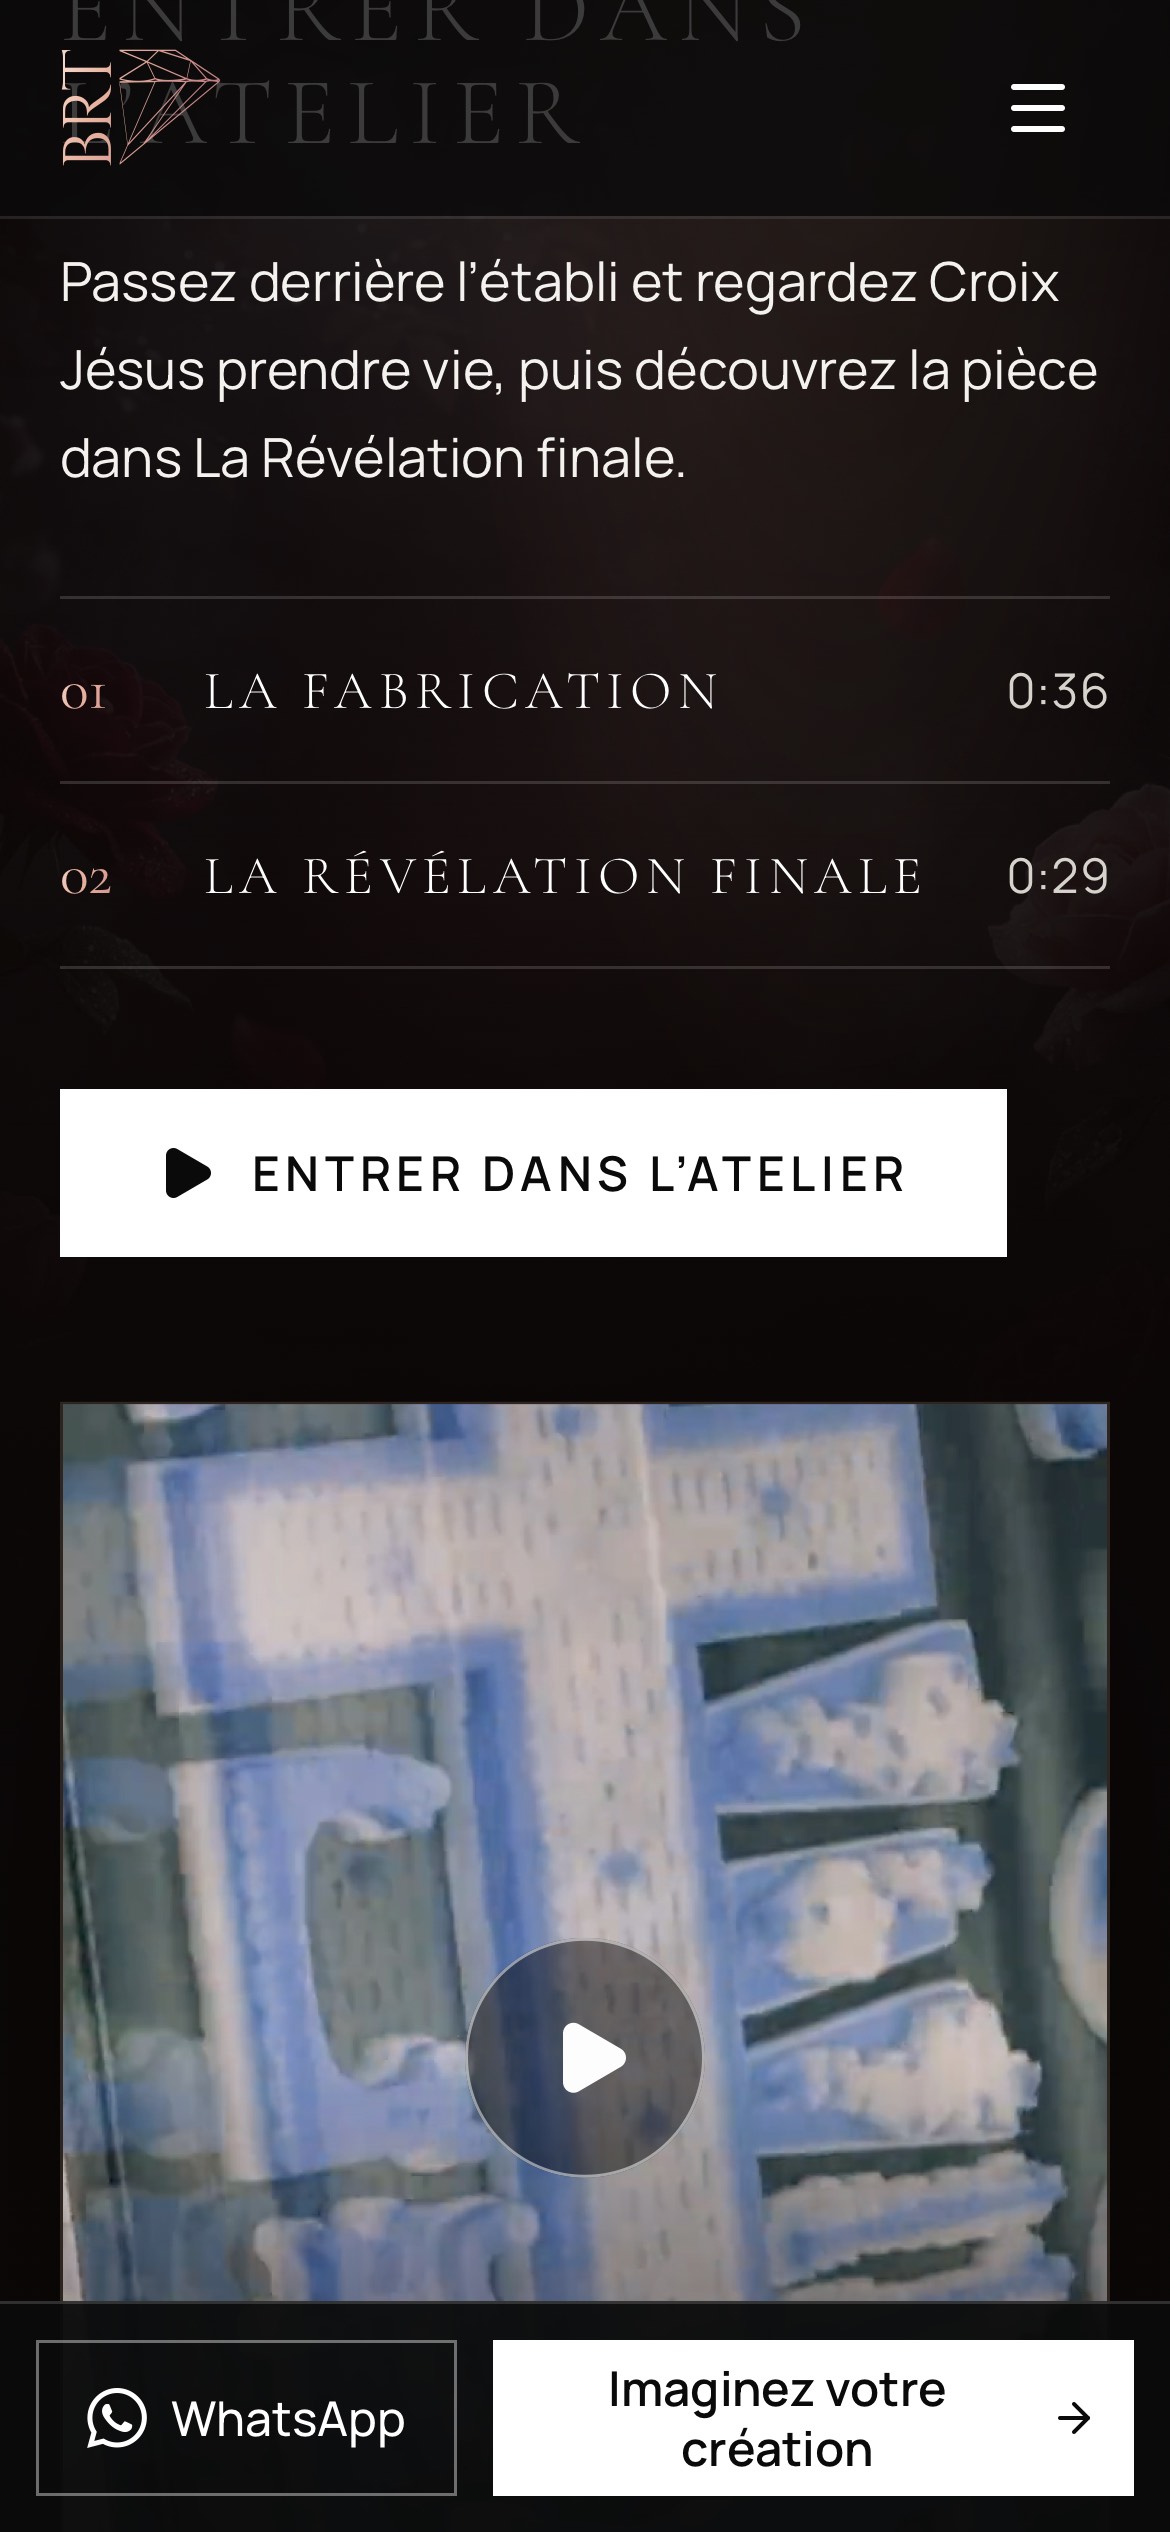 ENTRER DANS
L’ATELIER
BRT
Passez derrière l’établi et regardez Croix
Jésus prendre vie, puis découvrez la pièce
dans La Révélation finale.
01 LA FABRICATION 0:36
02 LA RÉVÉLATION FINALE 0:29
ENTRER DANS L’ATELIER
WhatsApp
Imaginez votre
création